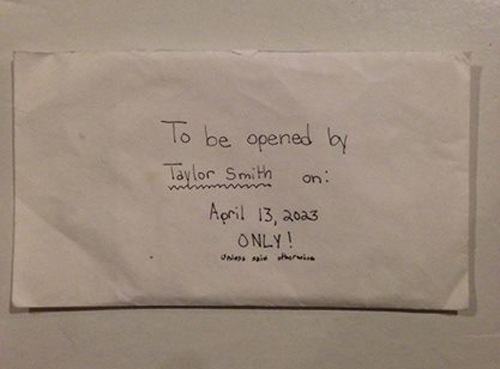 To be opened by
Taylor Smith on:
April 13, 2023
ONLY!
Unless said otherwise